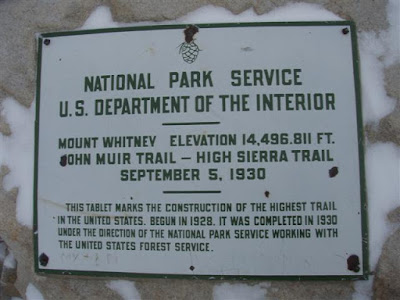 NATIONAL PARK SERVICE
U.S. DEPARTMENT OF THE INTERIOR
MOUNT WHITNEY ELEVATION 14,496.811 FT.
JOHN MUIR TRAIL — HIGH SIERRA TRAIL
SEPTEMBER 5, 1930
THIS TABLET MARKS THE CONSTRUCTION OF THE HIGHEST TRAIL
IN THE UNITED STATES. BEGUN IN 1928. IT WAS COMPLETED IN 1930
UNDER THE DIRECTION OF THE NATIONAL PARK SERVICE WORKING WITH
THE UNITED STATES FOREST SERVICE.